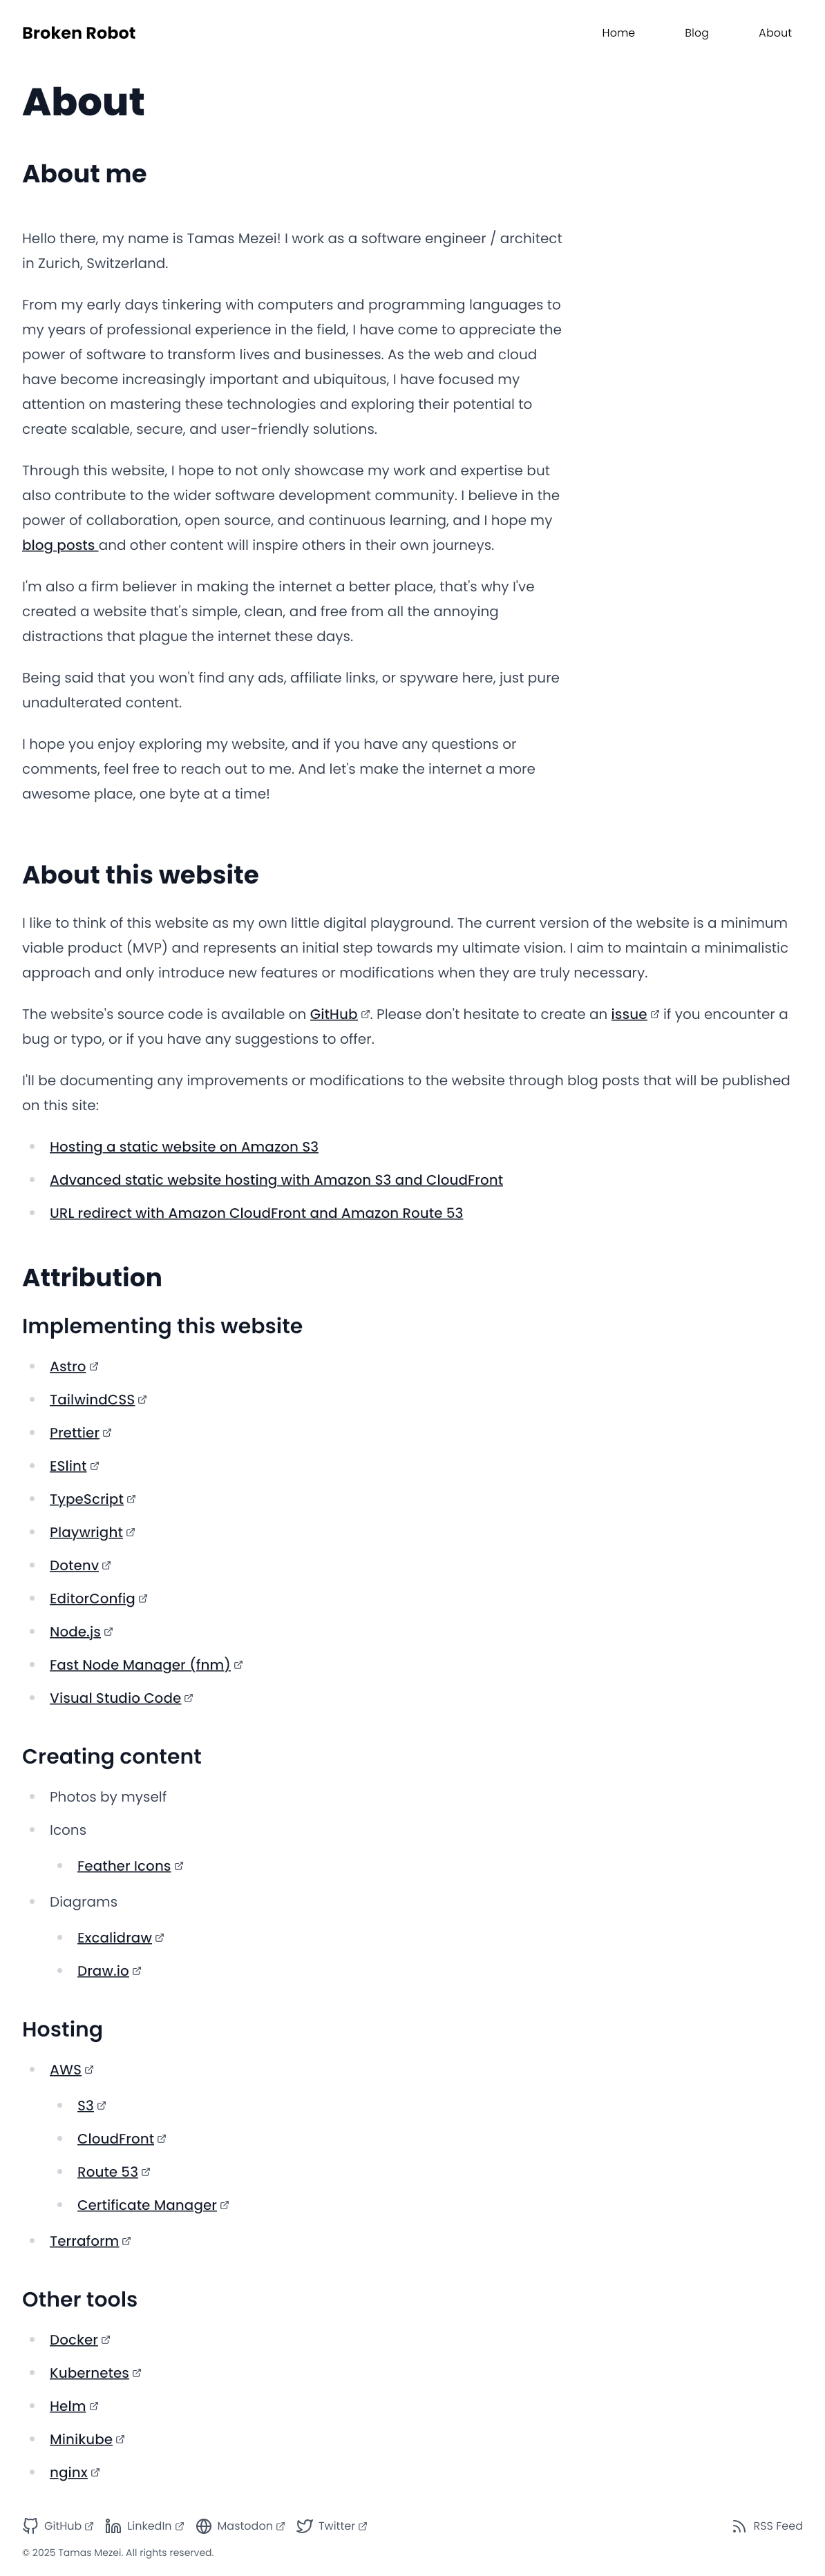 Broken Robot
Home Blog About
About
About me
Hello there, my name is Tamas Mezei! I work as a software engineer / architect
in Zurich, Switzerland.
From my early days tinkering with computers and programming languages to
my years of professional experience in the field, I have come to appreciate the
power of software to transform lives and businesses. As the web and cloud
have become increasingly important and ubiquitous, I have focused my
attention on mastering these technologies and exploring their potential to
create scalable, secure, and user-friendly solutions.
Through this website, I hope to not only showcase my work and expertise but
also contribute to the wider software development community. I believe in the
power of collaboration, open source, and continuous learning, and I hope my
blog posts and other content will inspire others in their own journeys.
I'm also a firm believer in making the internet a better place, that's why I've
created a website that's simple, clean, and free from all the annoying
distractions that plague the internet these days.
Being said that you won't find any ads, affiliate links, or spyware here, just pure
unadulterated content.
I hope you enjoy exploring my website, and if you have any questions or
comments, feel free to reach out to me. And let's make the internet a more
awesome place, one byte at a time!
About this website
I like to think of this website as my own little digital playground. The current version of the website is a minimum
viable product (MVP) and represents an initial step towards my ultimate vision. I aim to maintain a minimalistic
approach and only introduce new features or modifications when they are truly necessary.
The website's source code is available on GitHub. Please don't hesitate to create an issue if you encounter a
bug or typo, or if you have any suggestions to offer.
I'll be documenting any improvements or modifications to the website through blog posts that will be published
on this site:
Hosting a static website on Amazon S3
Advanced static website hosting with Amazon S3 and CloudFront
URL redirect with Amazon CloudFront and Amazon Route 53
Attribution
Implementing this website
Astro
TailwindCSS
Prettier
ESlint
TypeScript
Playwright
Dotenv
EditorConfig
Node.js
Fast Node Manager (fnm)
Visual Studio Code
Creating content
Photos by myself
Icons
Feather Icons
Diagrams
Excalidraw
Draw.io
Hosting
AWS
S3
CloudFront
Route 53
Certificate Manager
Terraform
Other tools
Docker
Kubernetes
Helm
Minikube
nginx
GitHub LinkedIn Mastodon Twitter RSS Feed
© 2025 Tamas Mezei. All rights reserved.